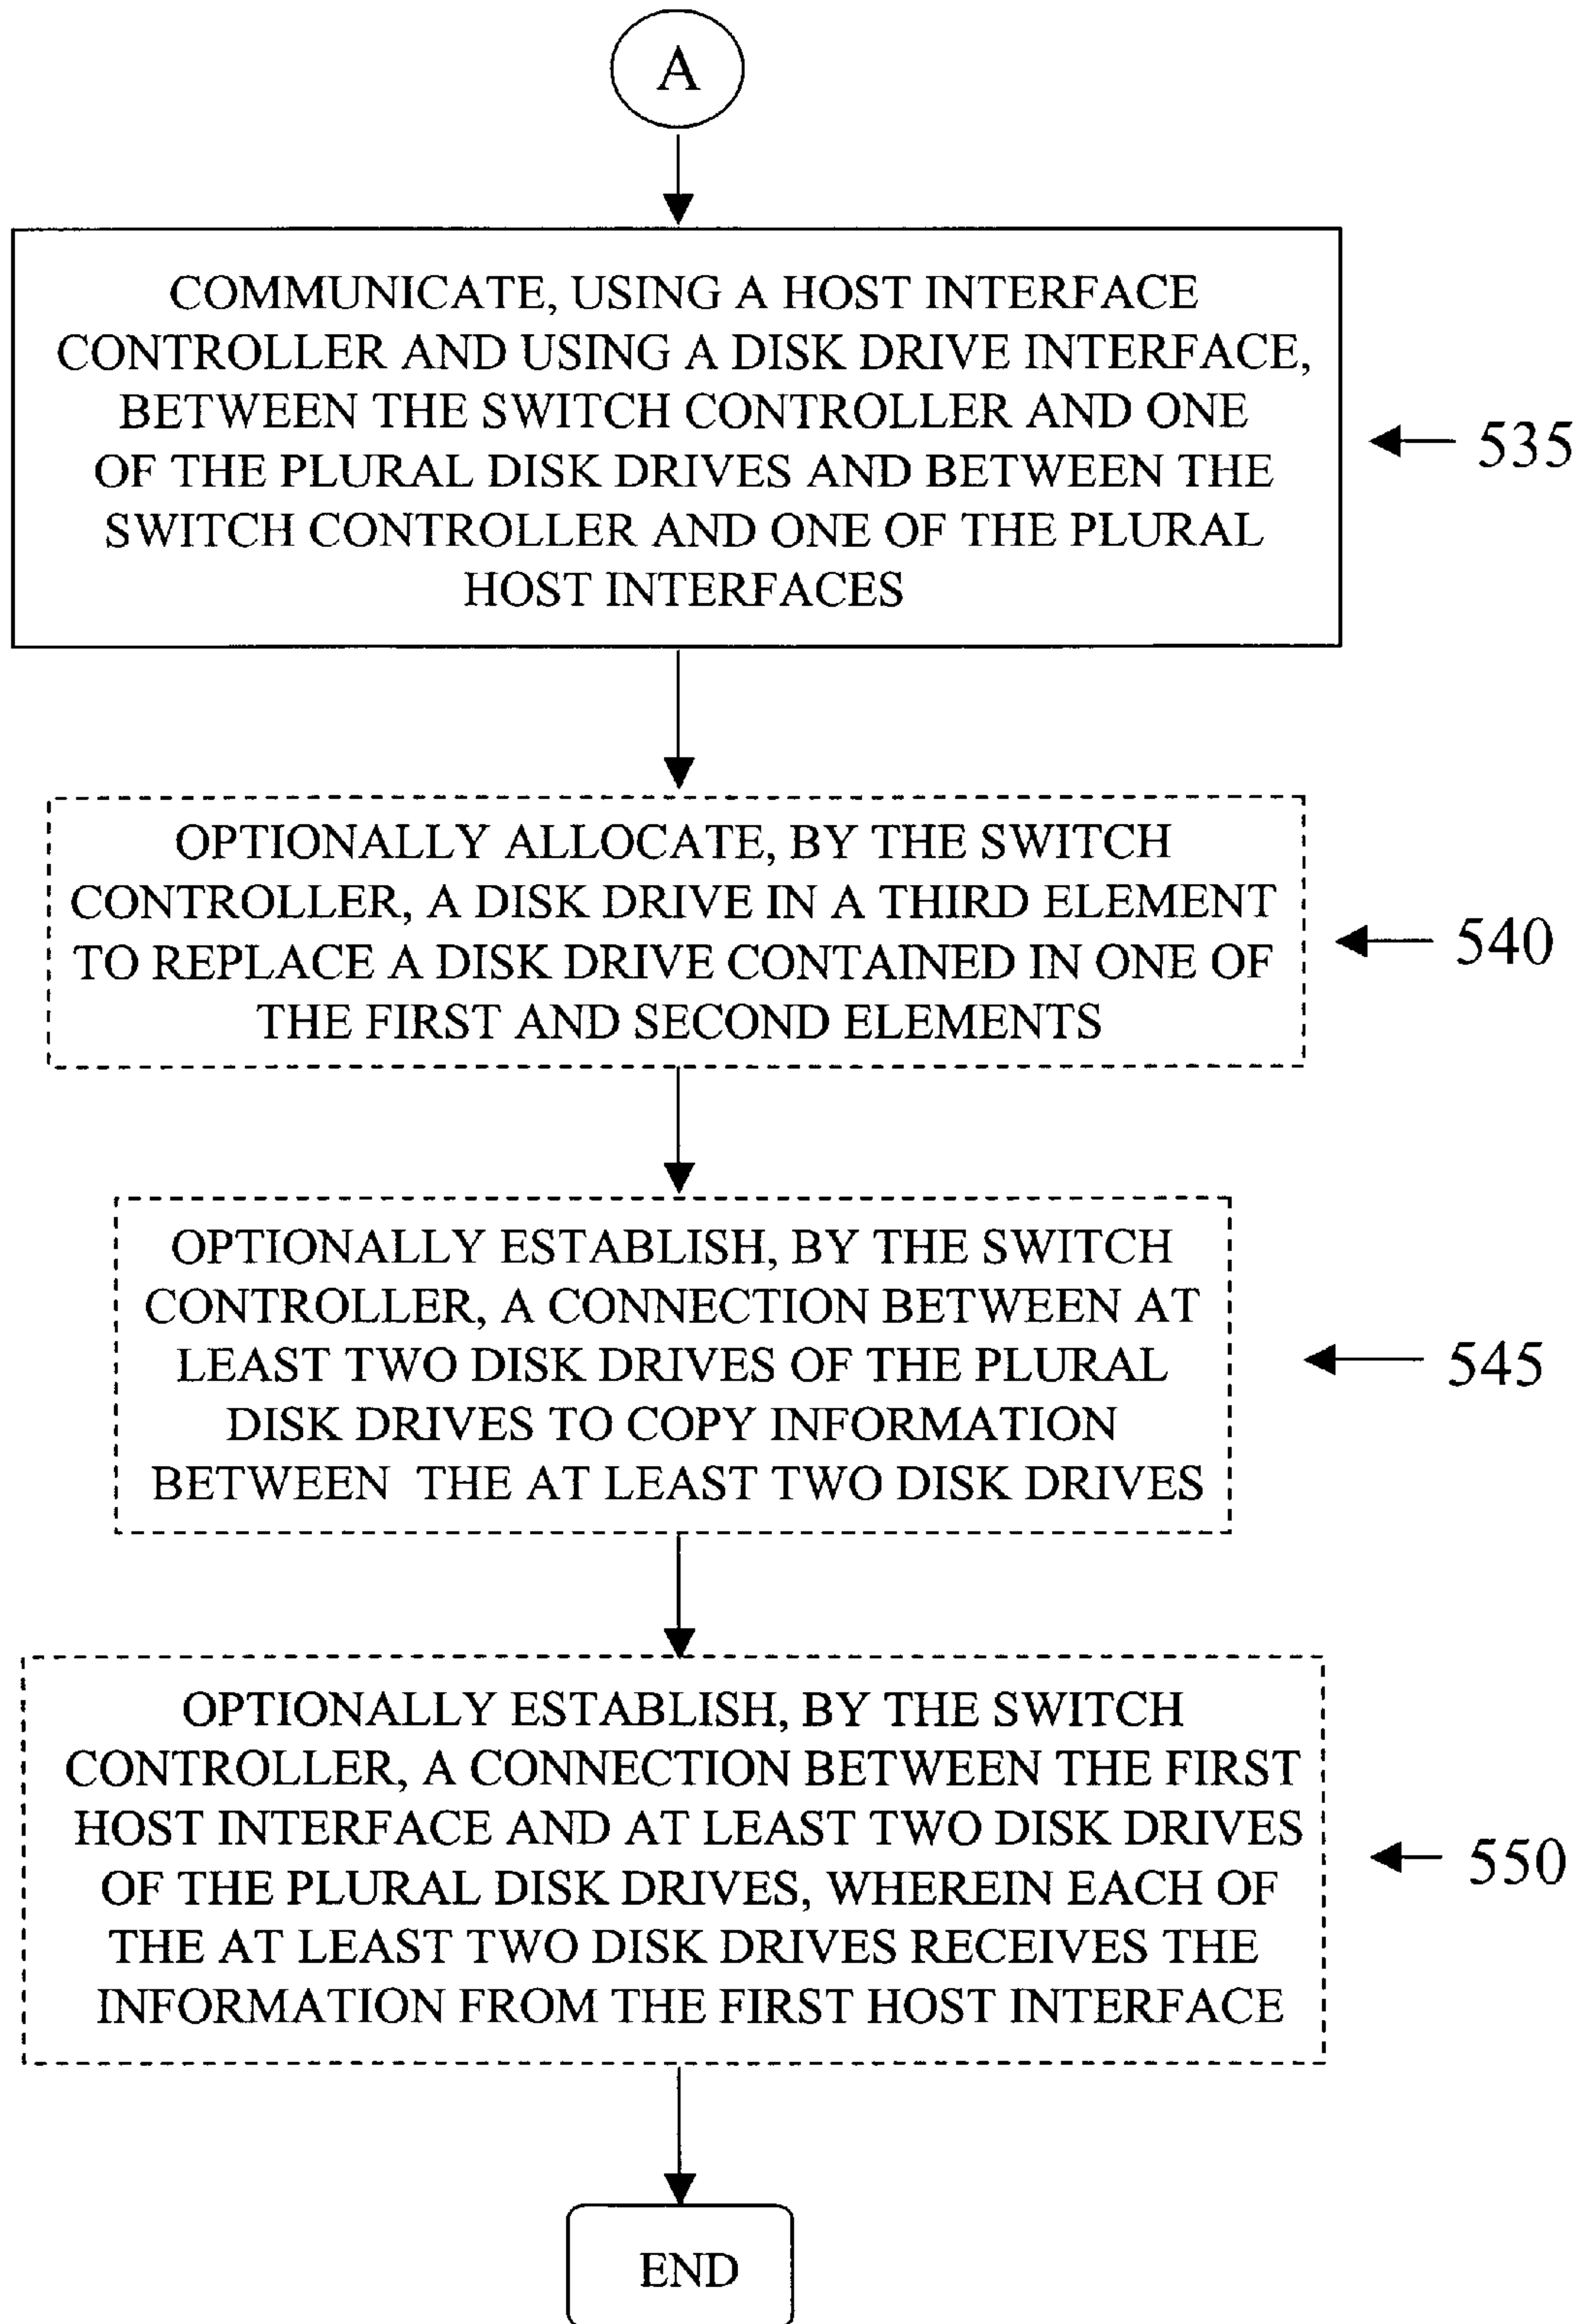 A
COMMUNICATE, USING A HOST INTERFACE
CONTROLLER AND USING A DISK DRIVE INTERFACE,
BETWEEN THE SWITCH CONTROLLER AND ONE
OF THE PLURAL DISK DRIVES AND BETWEEN THE
SWITCH CONTROLLER AND ONE OF THE PLURAL
HOST INTERFACES
535
OPTIONALLY ALLOCATE, BY THE SWITCH
CONTROLLER, A DISK DRIVE IN A THIRD ELEMENT
TO REPLACE A DISK DRIVE CONTAINED IN ONE OF
THE FIRST AND SECOND ELEMENTS
540
OPTIONALLY ESTABLISH, BY THE SWITCH
CONTROLLER, A CONNECTION BETWEEN AT
LEAST TWO DISK DRIVES OF THE PLURAL
DISK DRIVES TO COPY INFORMATION
BETWEEN THE AT LEAST TWO DISK DRIVES
545
OPTIONALLY ESTABLISH, BY THE SWITCH
CONTROLLER, A CONNECTION BETWEEN THE FIRST
HOST INTERFACE AND AT LEAST TWO DISK DRIVES
OF THE PLURAL DISK DRIVES, WHEREIN EACH OF
THE AT LEAST TWO DISK DRIVES RECEIVES THE
INFORMATION FROM THE FIRST HOST INTERFACE
550
END